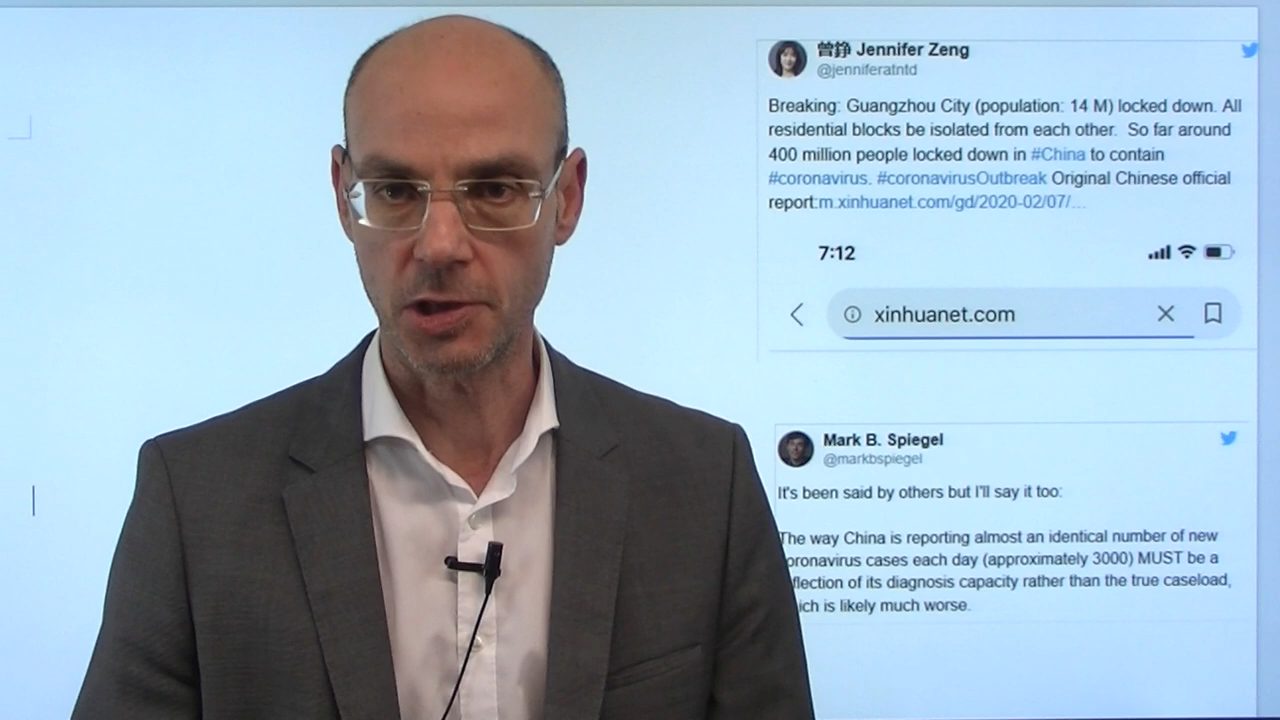 曾錚 Jennifer Zeng
@jenniferatntd
Breaking: Guangzhou City (population: 14 M) locked down. All
residential blocks be isolated from each other. So far around
400 million people locked down in #China to contain
#coronavirus. #coronavirusOutbreak Original Chinese official
report:m.xinhuanet.com/gd/2020-02/07/…
7:12
xinhuanet.com
Mark B. Spiegel
@markbspiegel
It's been said by others but I'll say it too:
The way China is reporting almost an identical number of new
oronavirus cases each day (approximately 3000) MUST be a
flection of its diagnosis capacity rather than the true caseload,
ich is likely much worse.